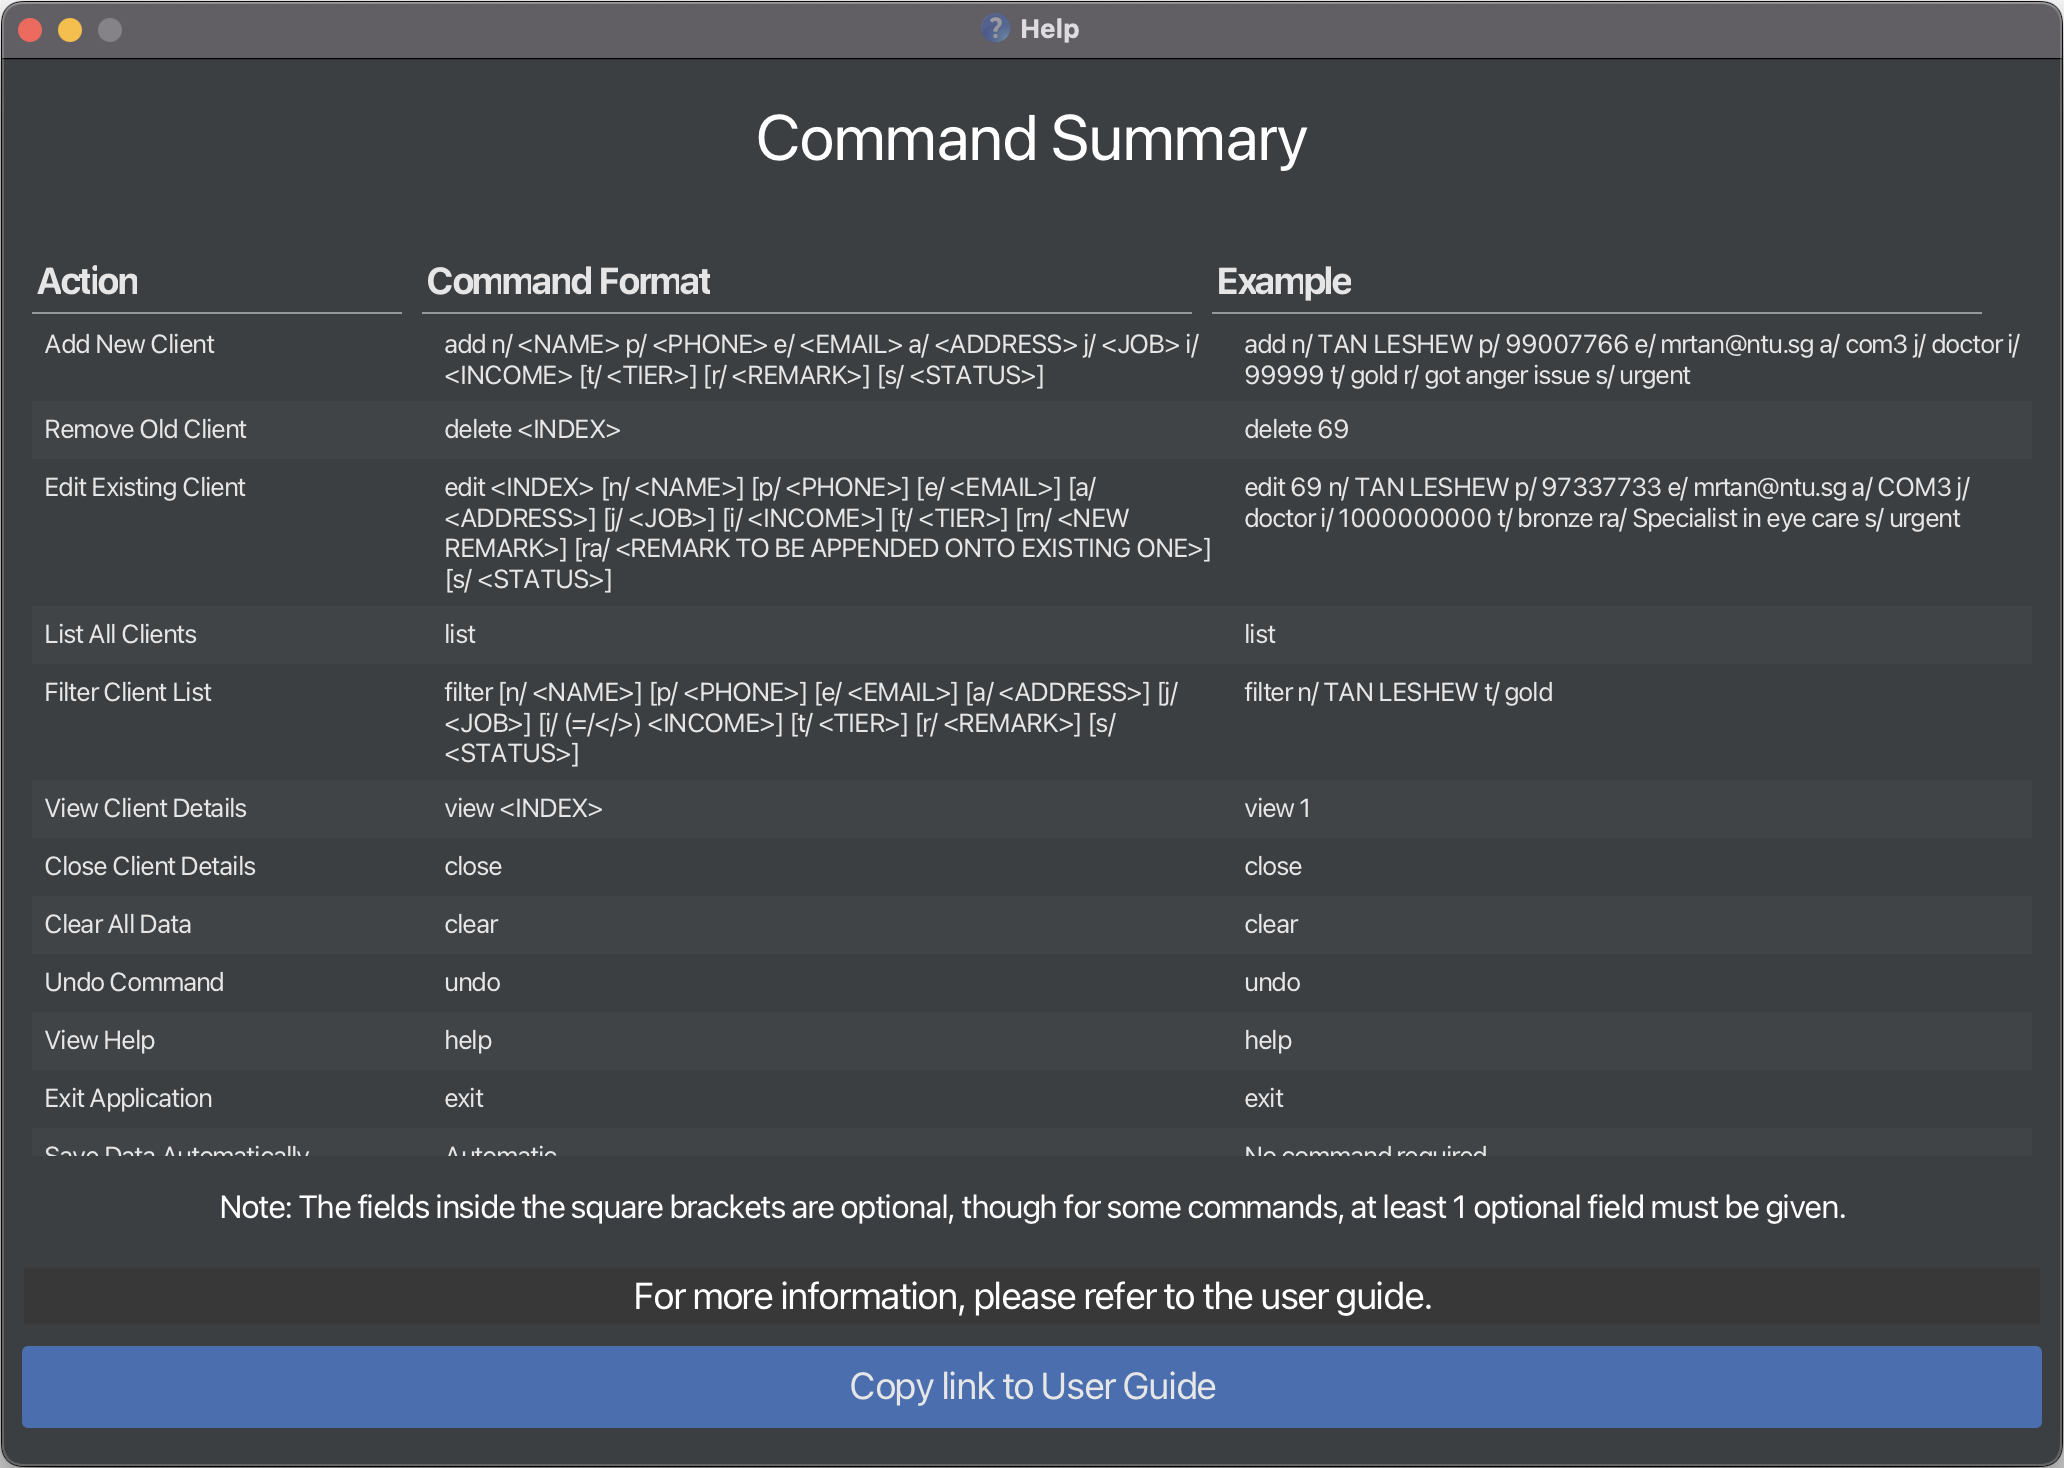 Help
Command Summary
Action Command Format Example
Add New Client
add n/ <NAME> p/ <PHONE> e/ <EMAIL> a/ <ADDRESS> j/ <JOB> i/
<INCOME> [t/ <TIER>] [r/ <REMARK>] [s/ <STATUS>]
add n/ TAN LESHEW p/ 99007766 e/ mrtan@ntu.sg a/ com3 j/ doctor i/
99999 t/ gold r/ got anger issue s/ urgent
Remove Old Client
delete <INDEX>
delete 69
Edit Existing Client
edit <INDEX> [n/ <NAME>] [p/ <PHONE>] [e/ <EMAIL>] [a/
<ADDRESS>] [j/ <JOB>] [i/ <INCOME>] [t/ <TIER>] [rn/ <NEW
REMARK>] [ra/ <REMARK TO BE APPENDED ONTO EXISTING ONE>]
[s/ <STATUS>]
edit 69 n/ TAN LESHEW p/ 97337733 e/ mrtan@ntu.sg a/ COM3 j/
doctor i/ 1000000000 t/ bronze ra/ Specialist in eye care s/ urgent
List All Clients
list
list
Filter Client List
filter [n/ <NAME>] [p/ <PHONE>] [e/ <EMAIL>] [a/ <ADDRESS>] [j/
<JOB>] [i/ (=/</>) <INCOME>] [t/ <TIER>] [r/ <REMARK>] [s/
<STATUS>]
filter n/ TAN LESHEW t/ gold
View Client Details
view <INDEX>
view 1
Close Client Details
close
close
Clear All Data
clear
clear
Undo Command
undo
undo
View Help
help
help
Exit Application
exit
exit
Save Data Automatically
Automatic
No command required
Note: The fields inside the square brackets are optional, though for some commands, at least 1 optional field must be given.
For more information, please refer to the user guide.
Copy link to User Guide